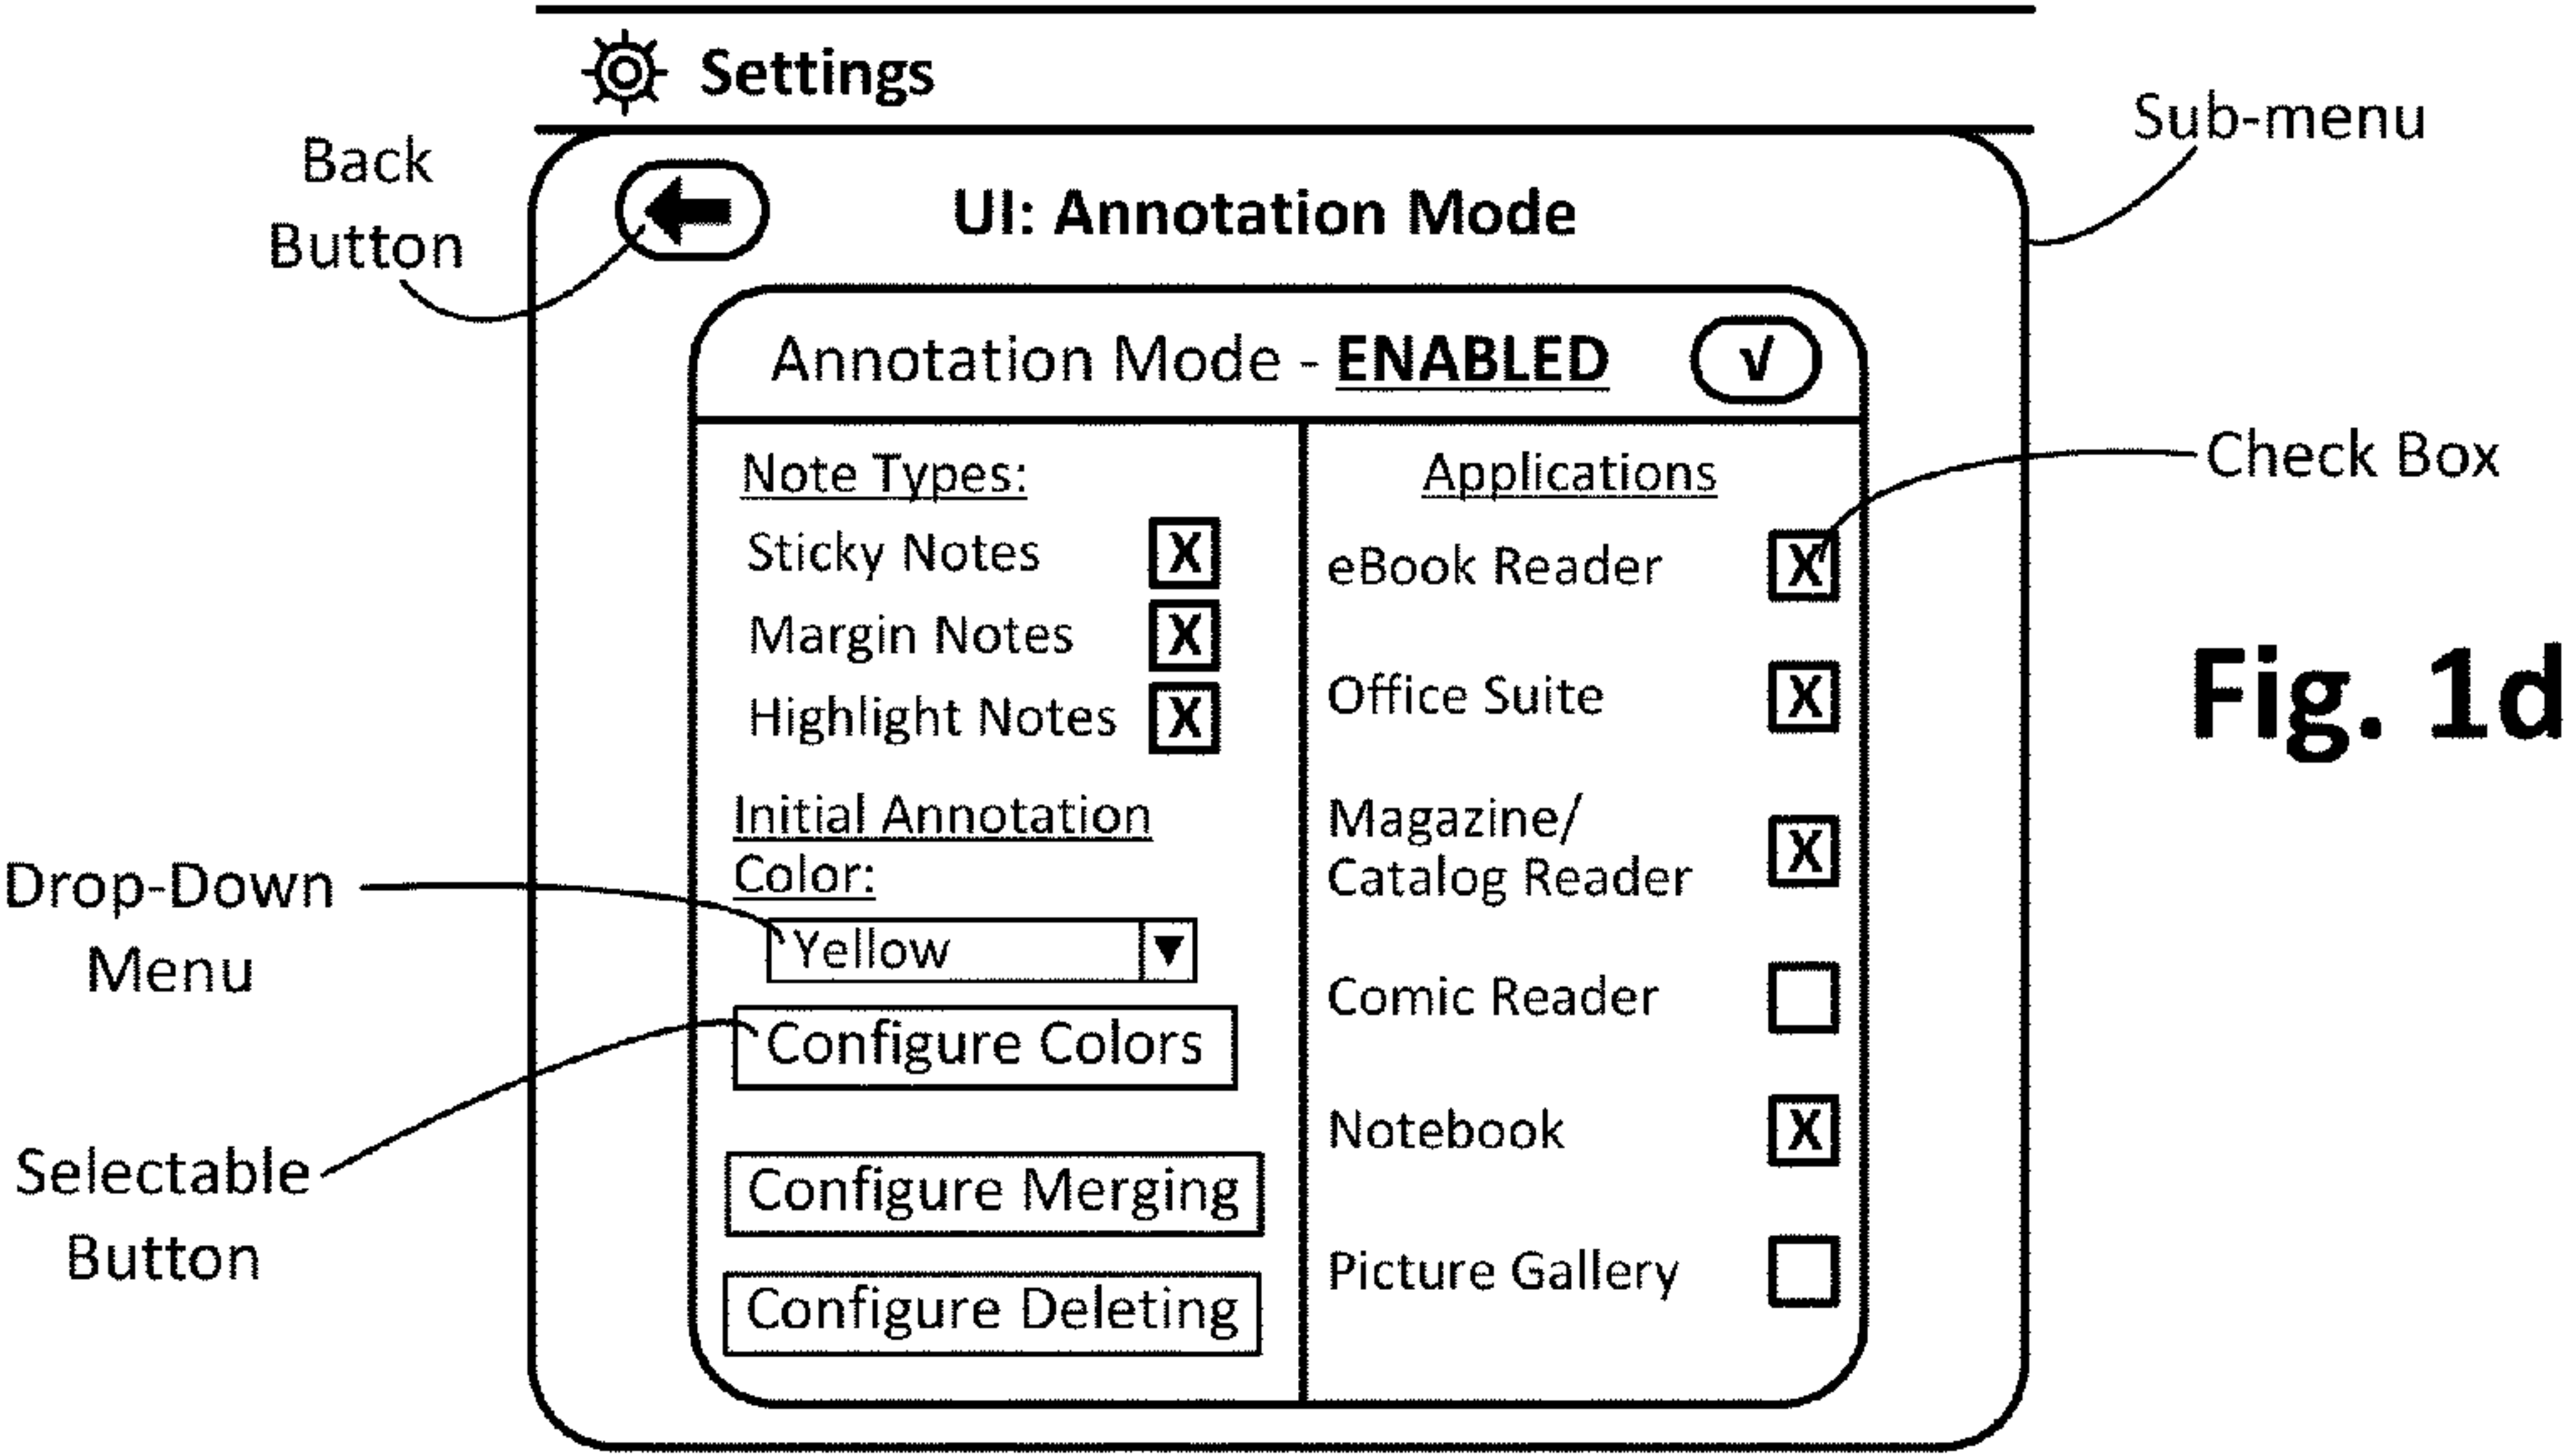 Settings
Back
Button
Sub-menu
UI: Annotation Mode
Annotation Mode - ENABLED √
Note Types:
Sticky Notes X
Margin Notes X
Highlight Notes X
Initial Annotation
Color:
Yellow ▼
Configure Colors
Configure Merging
Configure Deleting
Applications
eBook Reader X
Office Suite X
Magazine/
Catalog Reader X
Comic Reader
Notebook X
Picture Gallery
Check Box
Drop-Down
Menu
Selectable
Button
Fig. 1d